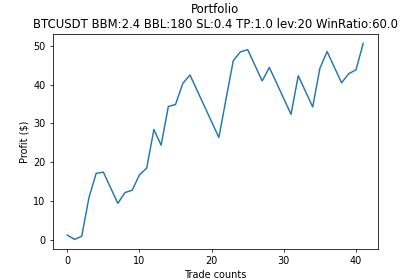 Portfolio
BTCUSDT BBM:2.4 BBL:180 SL:0.4 TP:1.0 lev:20 WinRatio:60.0
50
40
30
20
10
0
Profit ($)
0 10 20 30 40
Trade counts